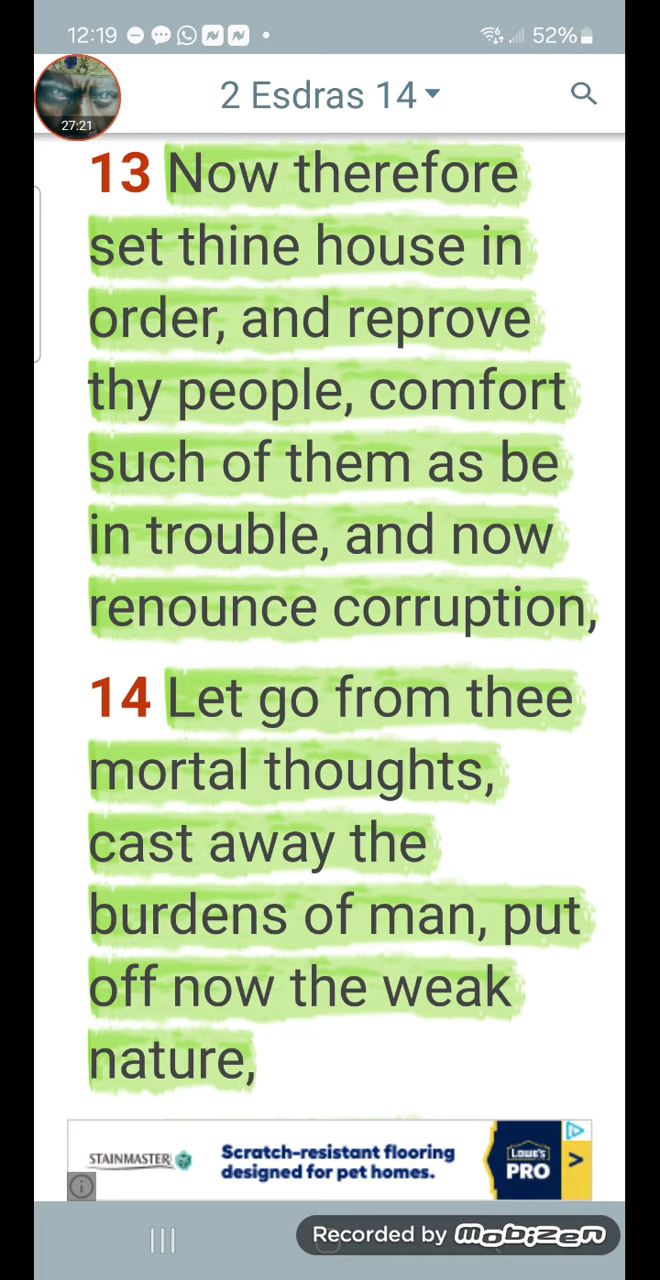 12:19
52%
27:21
2 Esdras 14
13 Now therefore
set thine house in
order, and reprove
thy people, comfort
such of them as be
in trouble, and now
renounce corruption,
14 Let go from thee
mortal thoughts,
cast away the
burdens of man, put
off now the weak
nature,
STAINMASTER
Scratch-resistant flooring
designed for pet homes.
LOWE'S
PRO
Recorded by mobizen